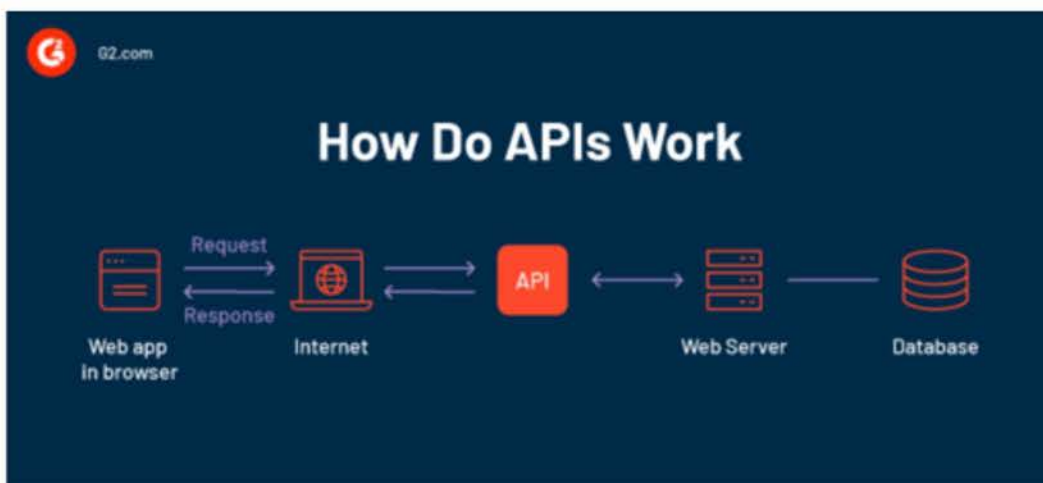 G2.com
How Do APIs Work
Request
Response
API
Web app
in browser
Internet
Web Server
Database